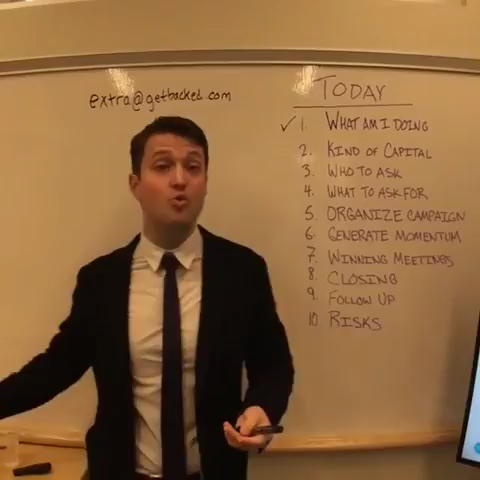 extra@getbacked.com
TODAY
✓ 1. WHAT AM I DOING
2. KIND OF CAPITAL
3. WHO TO ASK
4. WHAT TO ASK FOR
5. ORGANIZE CAMPAIGN
6. GENERATE MOMENTUM
7. WINNING MEETINGS
8. CLOSING
9. FOLLOW UP
10 RISKS